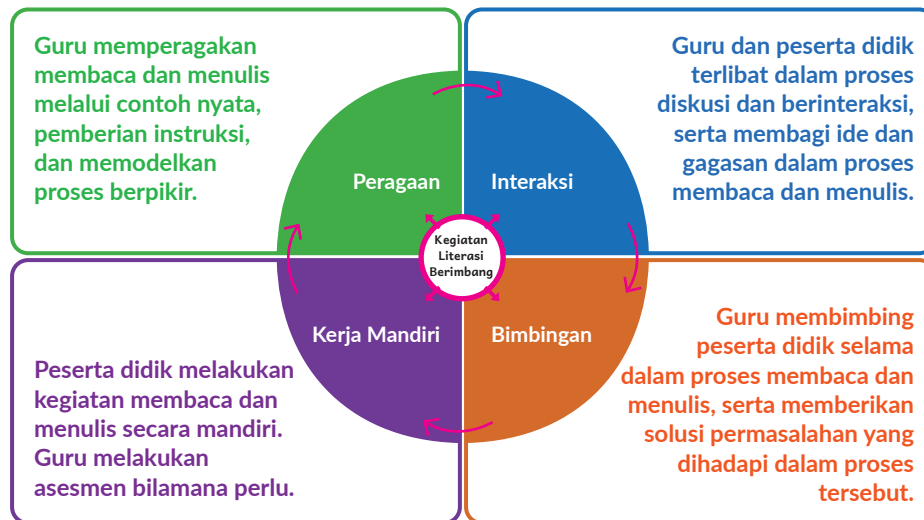 Guru memperagakan
membaca dan menulis
melalui contoh nyata,
pemberian instruksi,
dan memodelkan
proses berpikir.
Guru dan peserta didik
terlibat dalam proses
diskusi dan berinteraksi,
serta membagi ide dan
gagasan dalam proses
membaca dan menulis.
Peragaan
Interaksi
Kegiatan
Literasi
Berimbang
Kerja Mandiri
Bimbingan
Peserta didik melakukan
kegiatan membaca dan
menulis secara mandiri.
Guru melakukan
asesmen bilamana perlu.
Guru membimbing
peserta didik selama
dalam proses membaca dan
menulis, serta memberikan
solusi permasalahan yang
dihadapi dalam proses
tersebut.